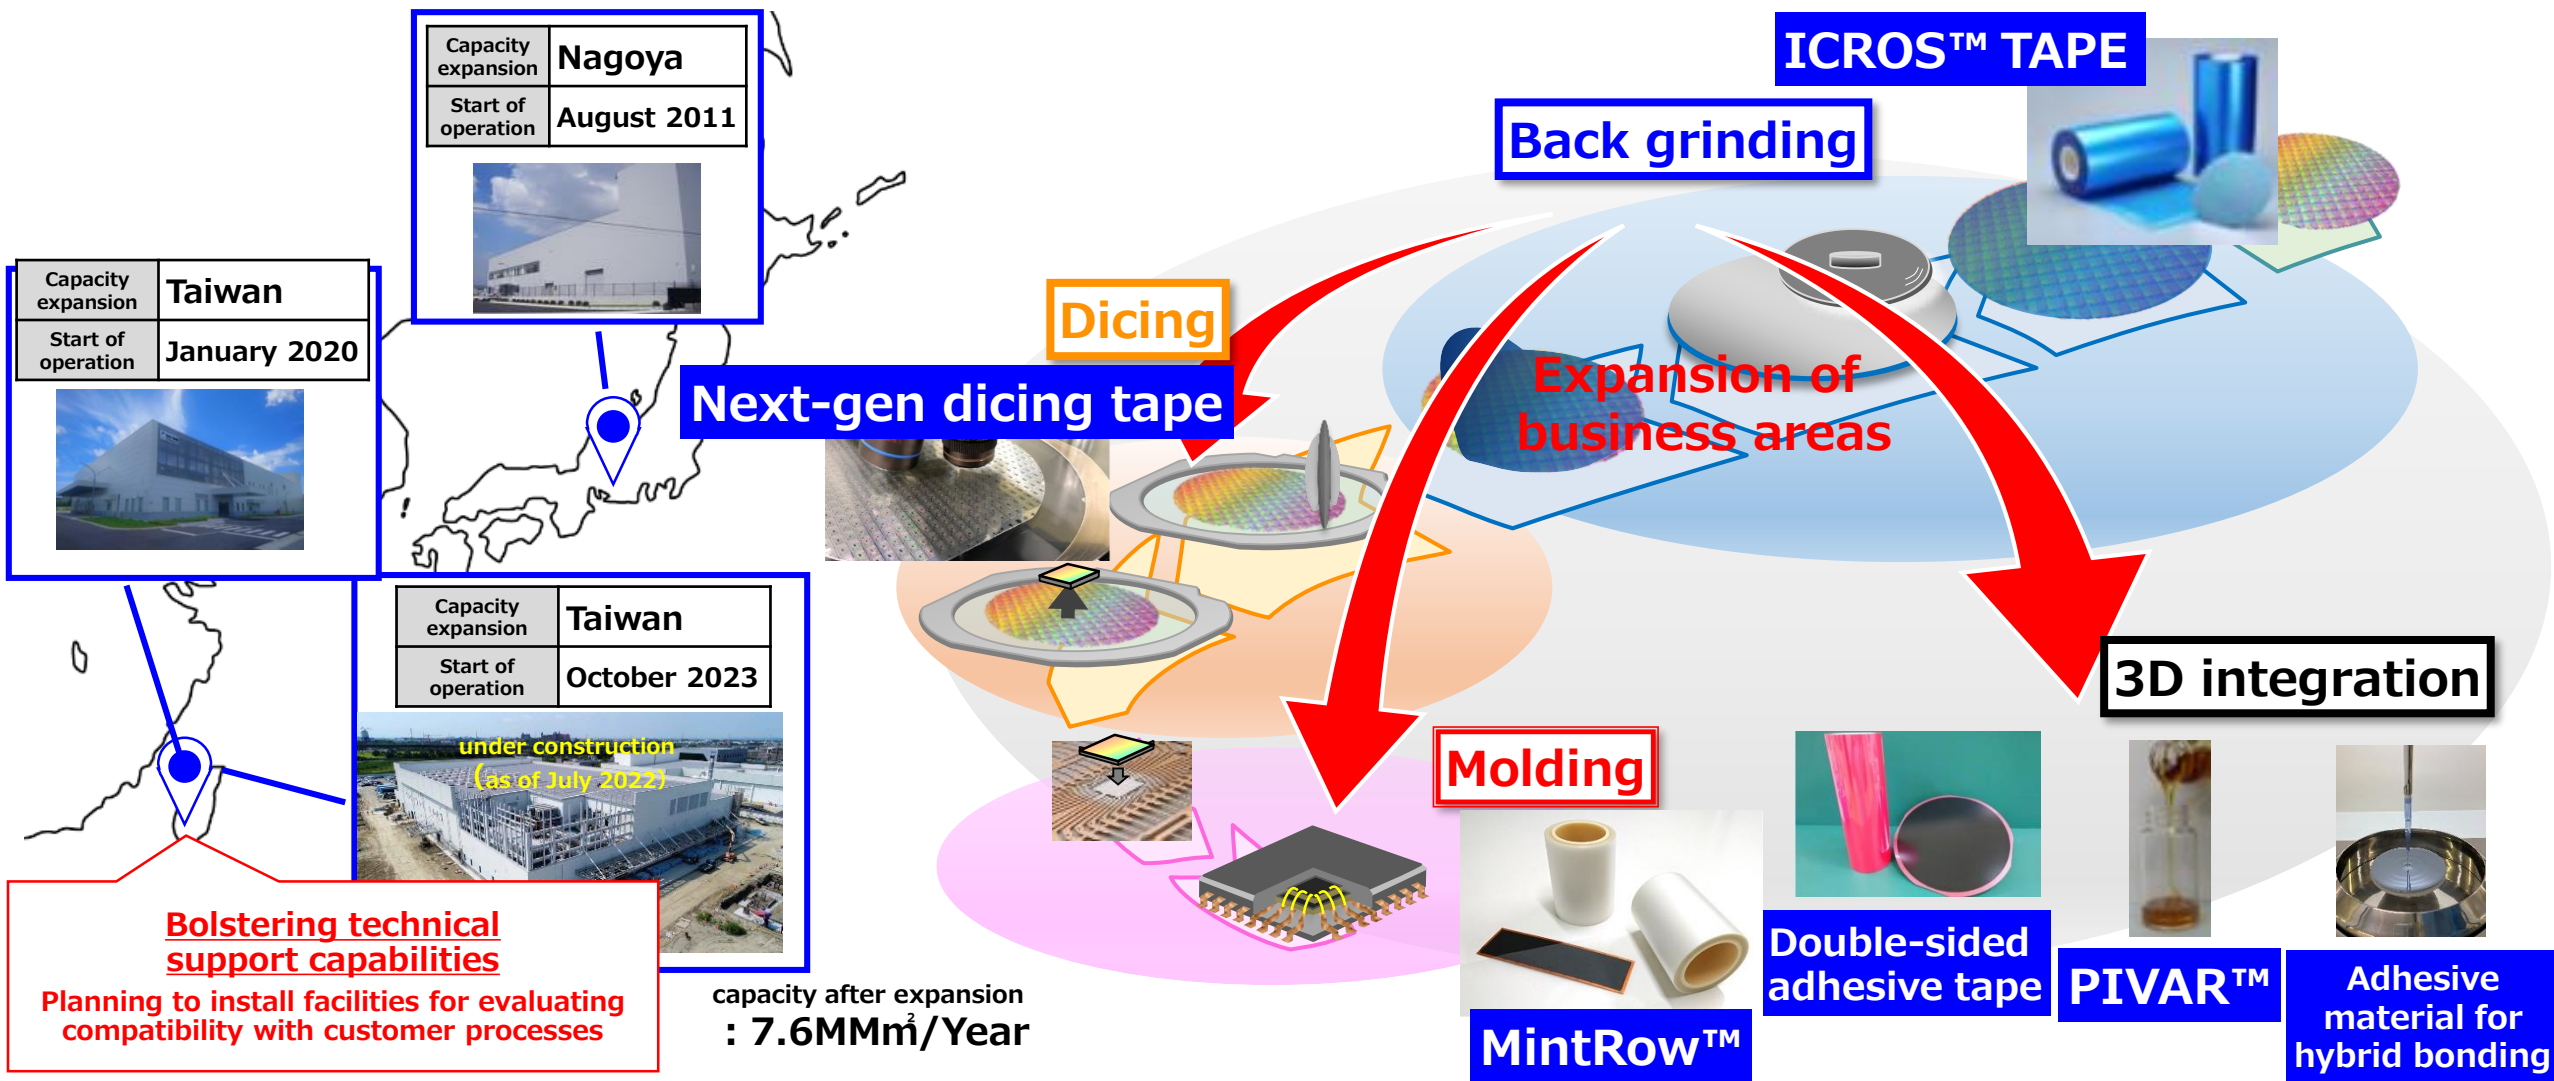 Capacity
expansion
Nagoya
Start of
operation
August 2011
Capacity
expansion
Taiwan
Start of
operation
January 2020
Capacity
expansion
Taiwan
Start of
operation
October 2023
under construction
(as of July 2022)
Bolstering technical
support capabilities
Planning to install facilities for evaluating
compatibility with customer processes
capacity after expansion
: 7.6MM㎡/Year
ICROS™ TAPE
Back grinding
Dicing
Next-gen dicing tape
Expansion of
business areas
3D integration
Molding
MintRow™
Double-sided
adhesive tape
PIVAR™
Adhesive
material for
hybrid bonding